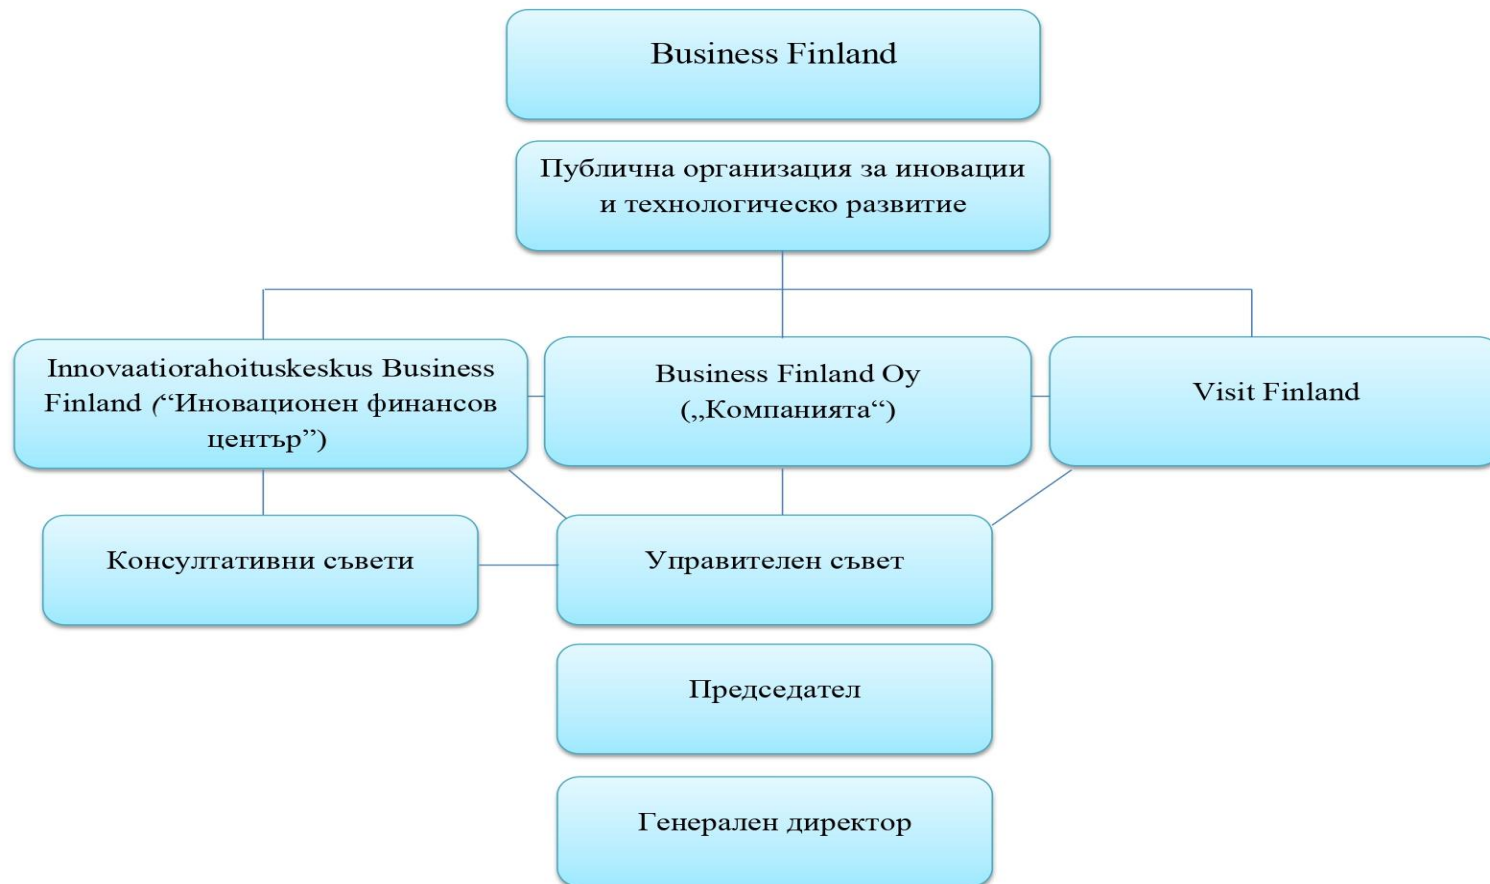 Business Finland
Публична организация за иновации
и технологическо развитие
Innovaatiorahoituskeskus Business
Finland (“Иновационен финансов
център”)
Business Finland Oy
(„Компанията“)
Visit Finland
Консултативни съвети
Управителен съвет
Председател
Генерален директор